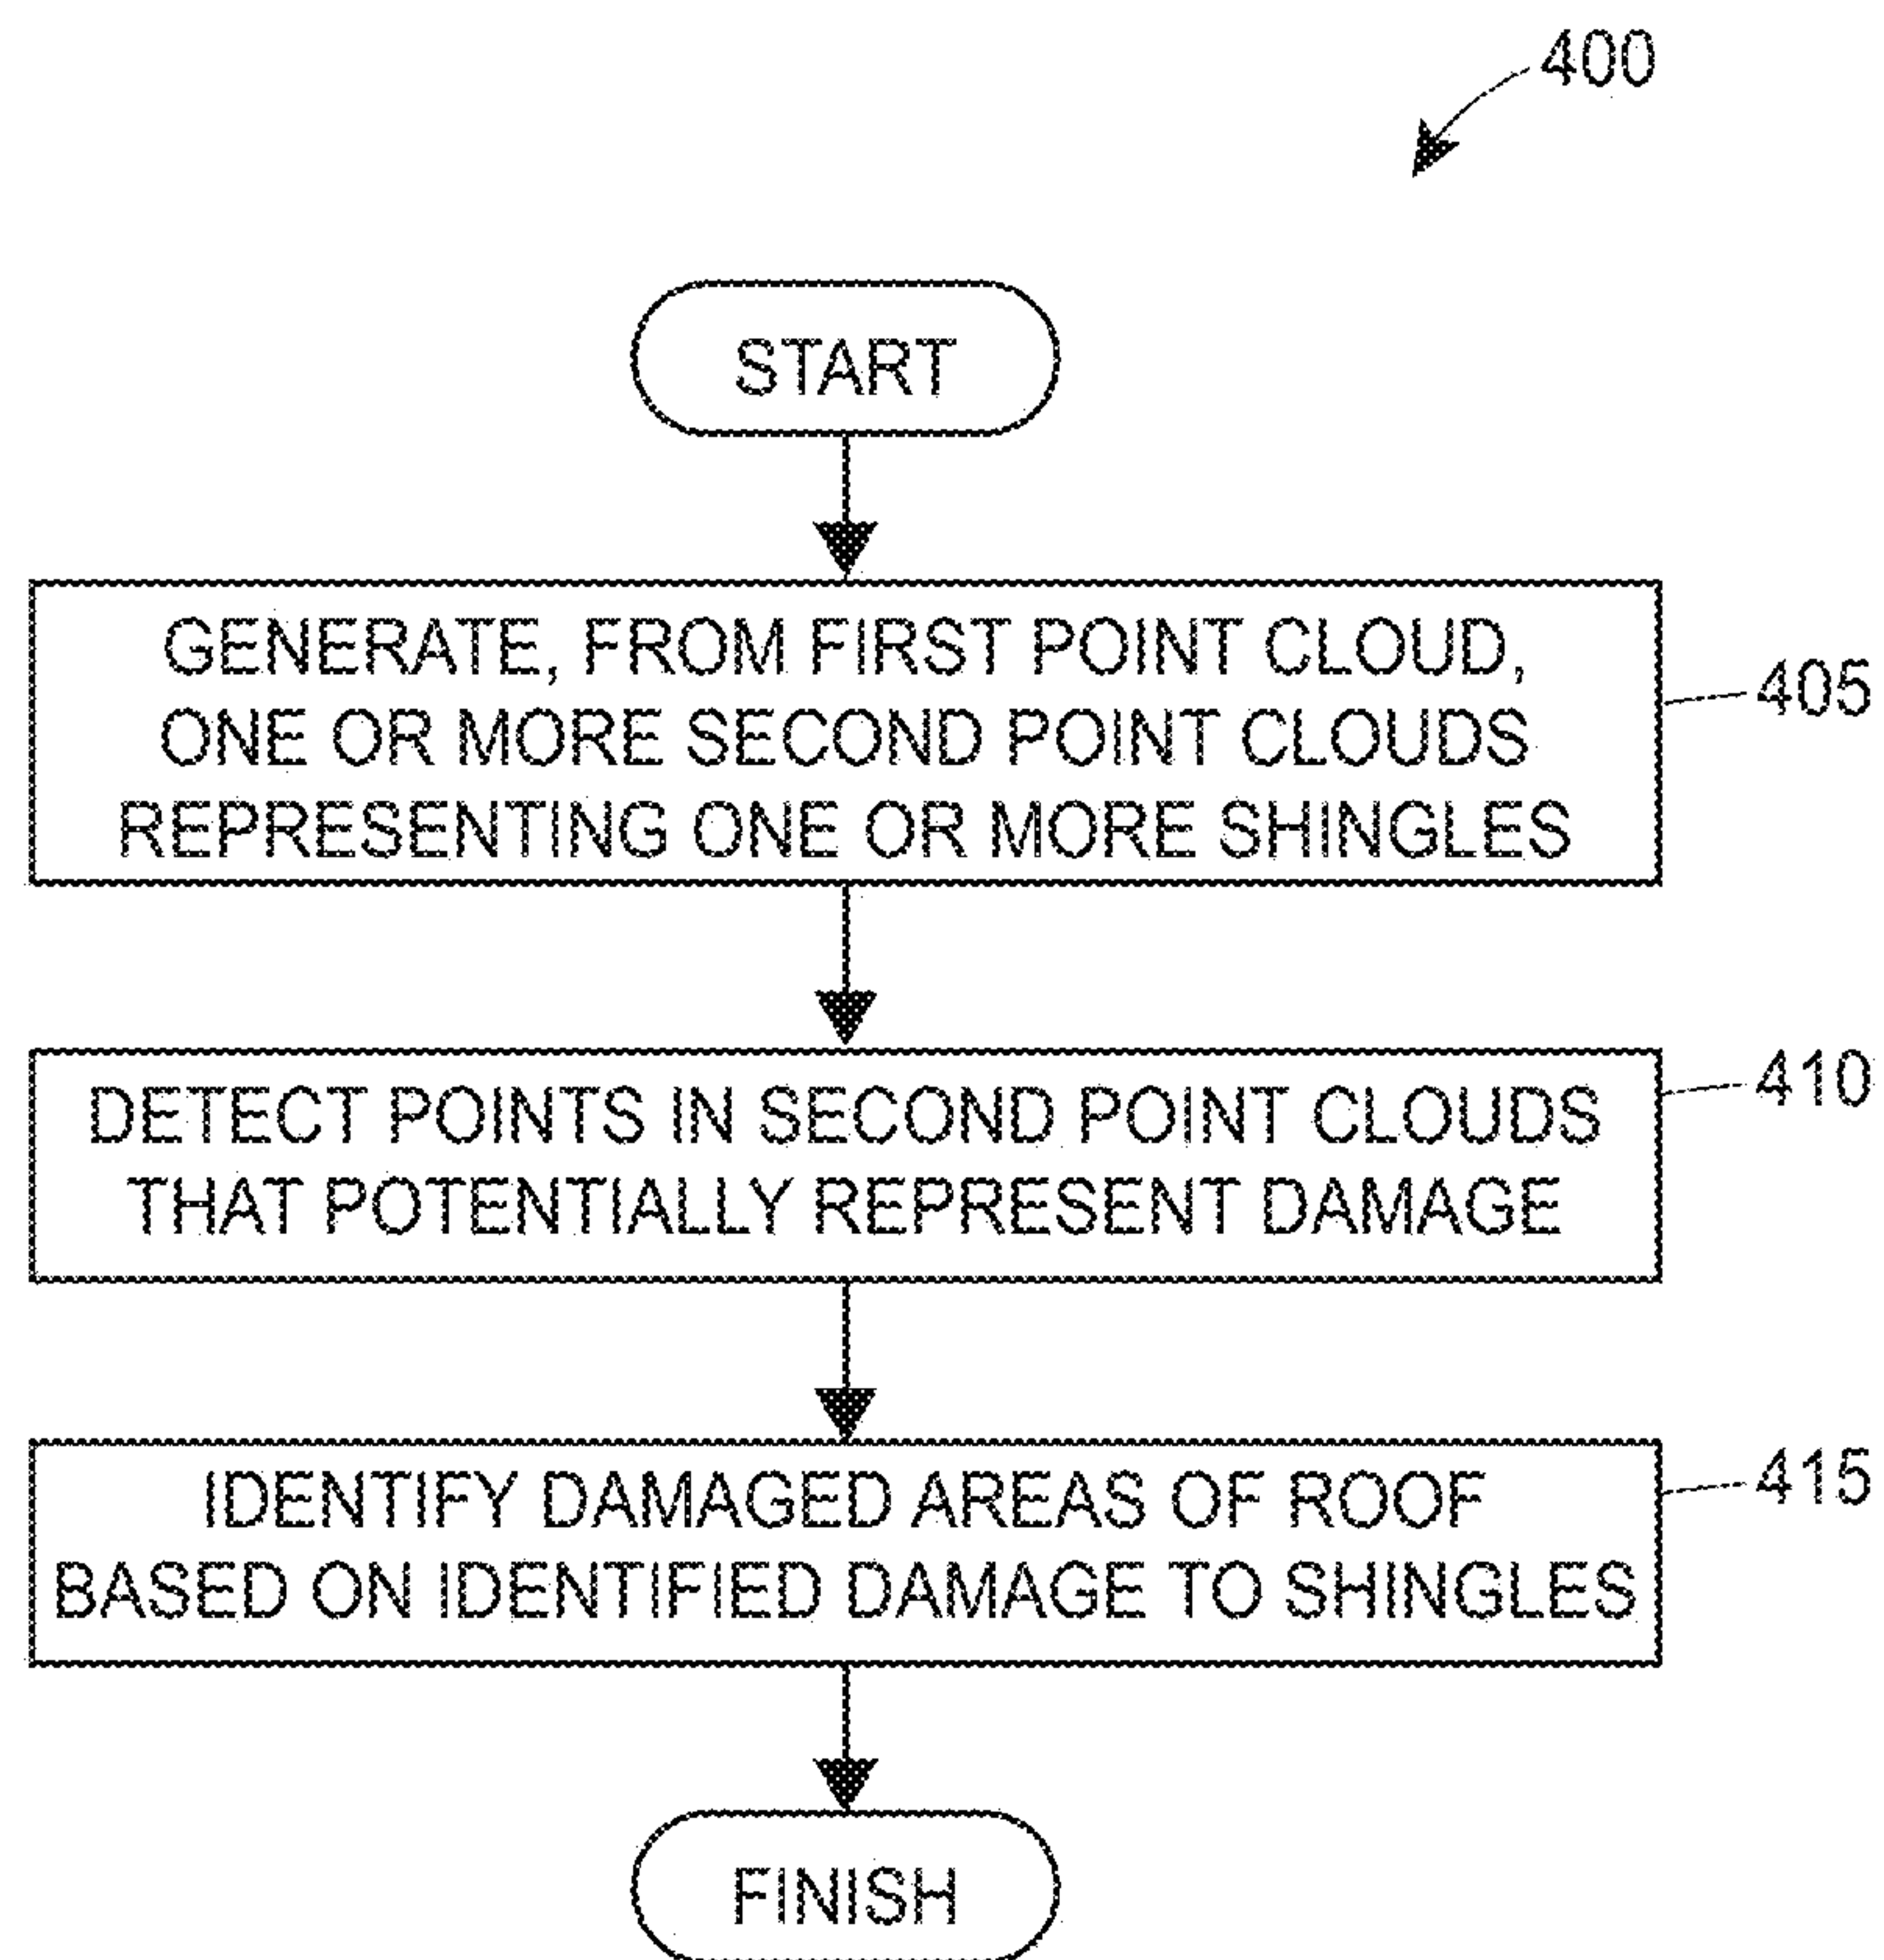 400
START
GENERATE, FROM FIRST POINT CLOUD,
ONE OR MORE SECOND POINT CLOUDS
REPRESENTING ONE OR MORE SHINGLES
405
DETECT POINTS IN SECOND POINT CLOUDS
THAT POTENTIALLY REPRESENT DAMAGE
410
IDENTIFY DAMAGED AREAS OF ROOF
BASED ON IDENTIFIED DAMAGE TO SHINGLES
415
FINISH